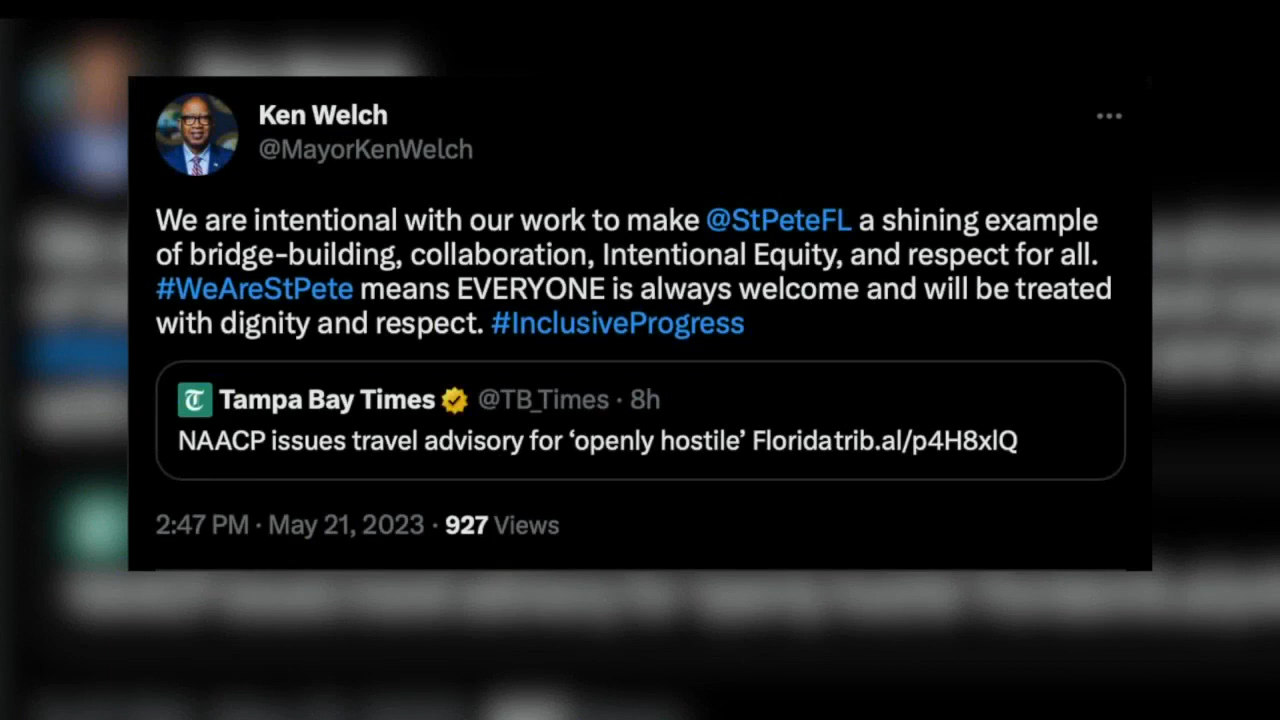 Ken Welch
@MayorKenWelch
We are intentional with our work to make @StPeteFL a shining example
of bridge-building, collaboration, Intentional Equity, and respect for all.
#WeAreStPete means EVERYONE is always welcome and will be treated
with dignity and respect. #InclusiveProgress
Tampa Bay Times @TB_Times · 8h
NAACP issues travel advisory for ‘openly hostile’ Floridatrib.al/p4H8xlQ
2:47 PM · May 21, 2023 · 927 Views